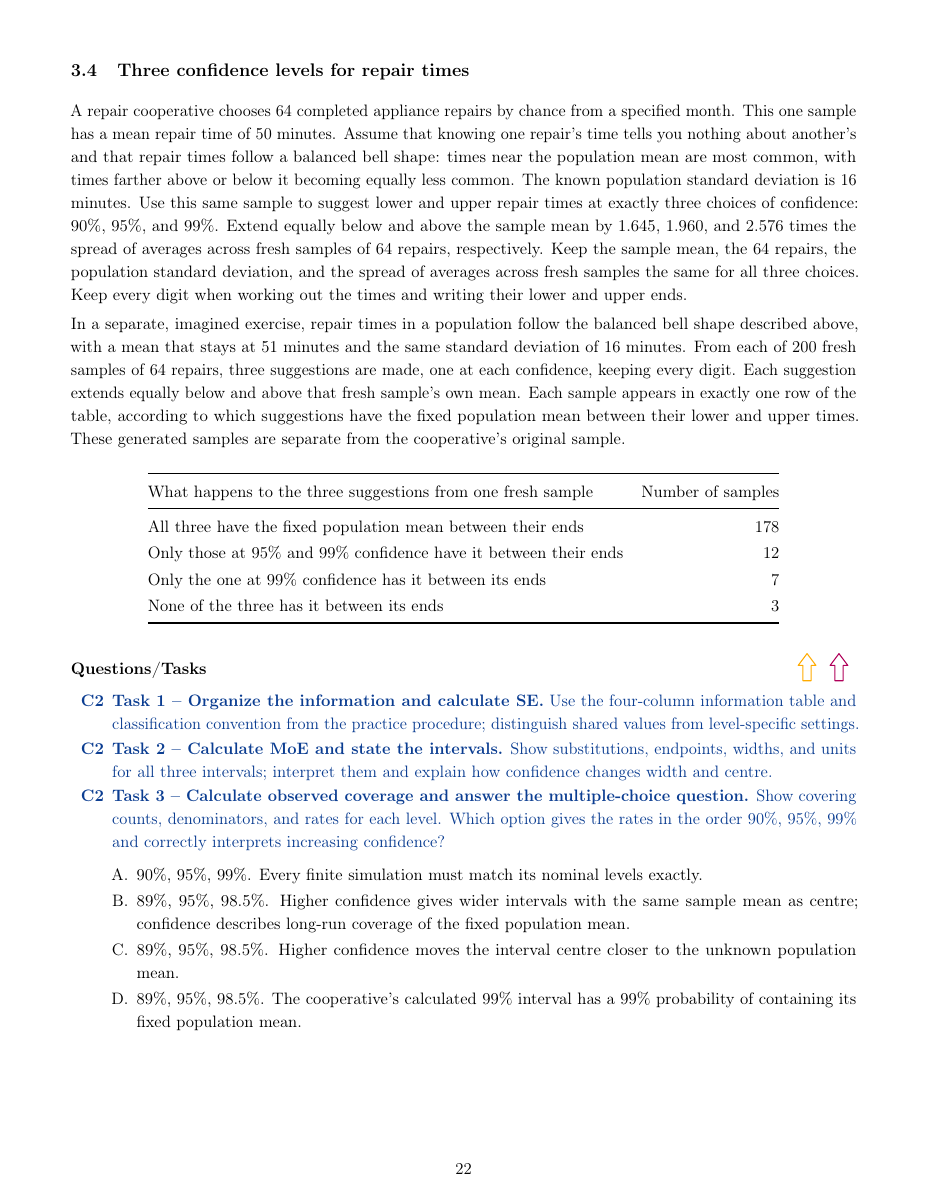 3.4 Three confidence levels for repair times
A repair cooperative chooses 64 completed appliance repairs by chance from a specified month. This one sample
has a mean repair time of 50 minutes. Assume that knowing one repair's time tells you nothing about another's
and that repair times follow a balanced bell shape: times near the population mean are most common, with
times farther above or below it becoming equally less common. The known population standard deviation is 16
minutes. Use this same sample to suggest lower and upper repair times at exactly three choices of confidence:
90%, 95%, and 99%. Extend equally below and above the sample mean by 1.645, 1.960, and 2.576 times the
spread of averages across fresh samples of 64 repairs, respectively. Keep the sample mean, the 64 repairs, the
population standard deviation, and the spread of averages across fresh samples the same for all three choices.
Keep every digit when working out the times and writing their lower and upper ends.
In a separate, imagined exercise, repair times in a population follow the balanced bell shape described above,
with a mean that stays at 51 minutes and the same standard deviation of 16 minutes. From each of 200 fresh
samples of 64 repairs, three suggestions are made, one at each confidence, keeping every digit. Each suggestion
extends equally below and above that fresh sample's own mean. Each sample appears in exactly one row of the
table, according to which suggestions have the fixed population mean between their lower and upper times.
These generated samples are separate from the cooperative's original sample.
What happens to the three suggestions from one fresh sample Number of samples
All three have the fixed population mean between their ends 178
Only those at 95% and 99% confidence have it between their ends 12
Only the one at 99% confidence has it between its ends 7
None of the three has it between its ends 3
Questions/Tasks
C2 Task 1 – Organize the information and calculate SE. Use the four-column information table and
classification convention from the practice procedure; distinguish shared values from level-specific settings.
C2 Task 2 – Calculate MoE and state the intervals. Show substitutions, endpoints, widths, and units
for all three intervals; interpret them and explain how confidence changes width and centre.
C2 Task 3 – Calculate observed coverage and answer the multiple-choice question. Show covering
counts, denominators, and rates for each level. Which option gives the rates in the order 90%, 95%, 99%
and correctly interprets increasing confidence?
A. 90%, 95%, 99%. Every finite simulation must match its nominal levels exactly.
B. 89%, 95%, 98.5%. Higher confidence gives wider intervals with the same sample mean as centre;
confidence describes long-run coverage of the fixed population mean.
C. 89%, 95%, 98.5%. Higher confidence moves the interval centre closer to the unknown population
mean.
D. 89%, 95%, 98.5%. The cooperative's calculated 99% interval has a 99% probability of containing its
fixed population mean.
22